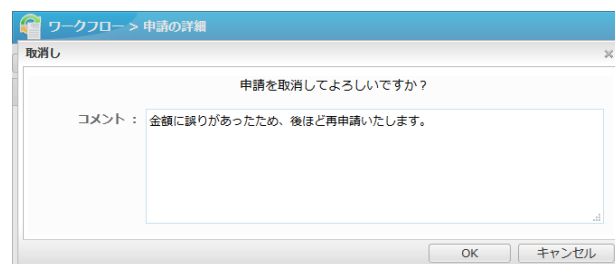 ワークフロー > 申請の詳細
取消し
申請を取消してよろしいですか？
コメント : 金額に誤りがあったため、後ほど再申請いたします。
OK キャンセル